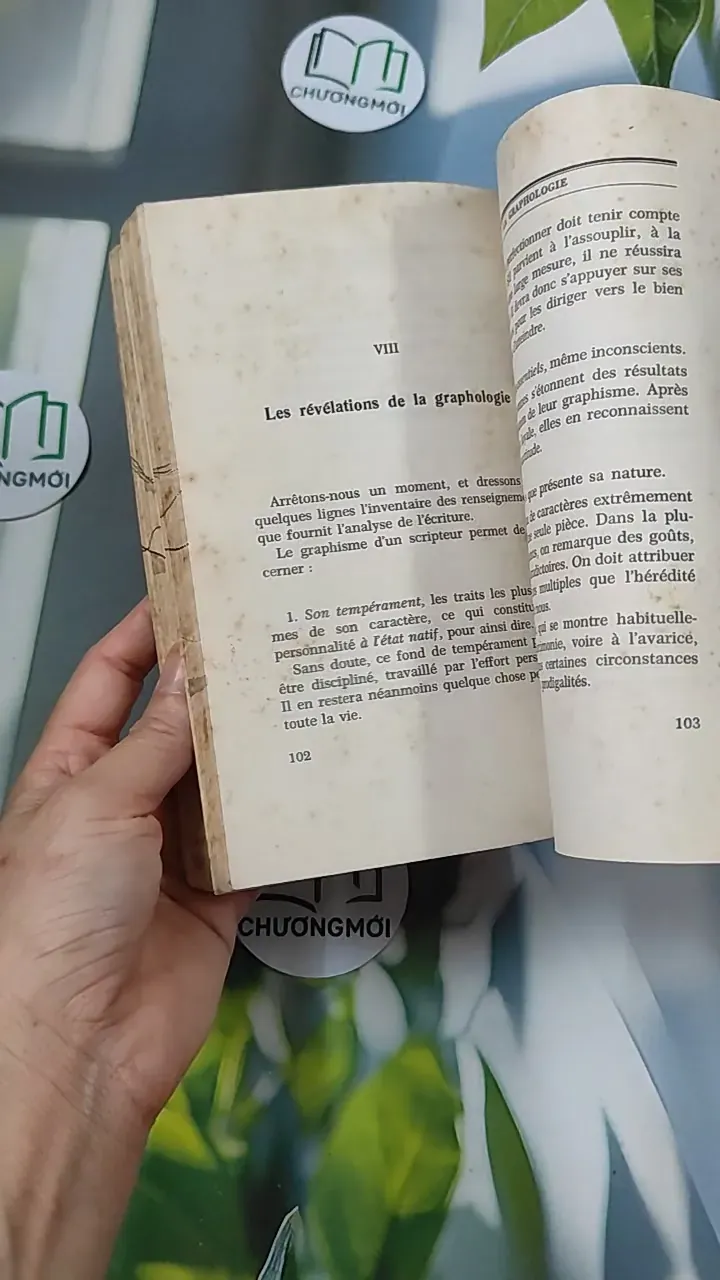 CHƯƠNGMỚI
NGMỚI
VIII
Les révélations de la graphologie
Arrêtons-nous un moment, et dressons
quelques lignes l'inventaire des renseignem
que fournit l'analyse de l'écriture.
Le graphisme d'un scripteur permet de
cerner :
1. Son tempérament, les traits les plus
mes de son caractère, ce qui constitu
personnalité à l'état natif, pour ainsi dire.
Sans doute, ce fond de tempérament
être discipliné, travaillé par l'effort pers
Il en restera néanmoins quelque chose
toute la vie.
102
GRAPHOLOGIE
doit tenir compte
parvient à l'assouplir, à la
large mesure, il ne réussira
donc s'appuyer sur ses
pour les diriger vers le bien
même inconscients.
s'étonnent des résultats
de leur graphisme. Après
elles en reconnaissent
que présente sa nature.
de caractères extrêmement
seule pièce. Dans la plu-
on remarque des goûts,
On doit attribuer
multiples que l'hérédité
qui se montre habituelle-
voire à l'avarice,
certaines circonstances
103
CHƯƠNGMỚI